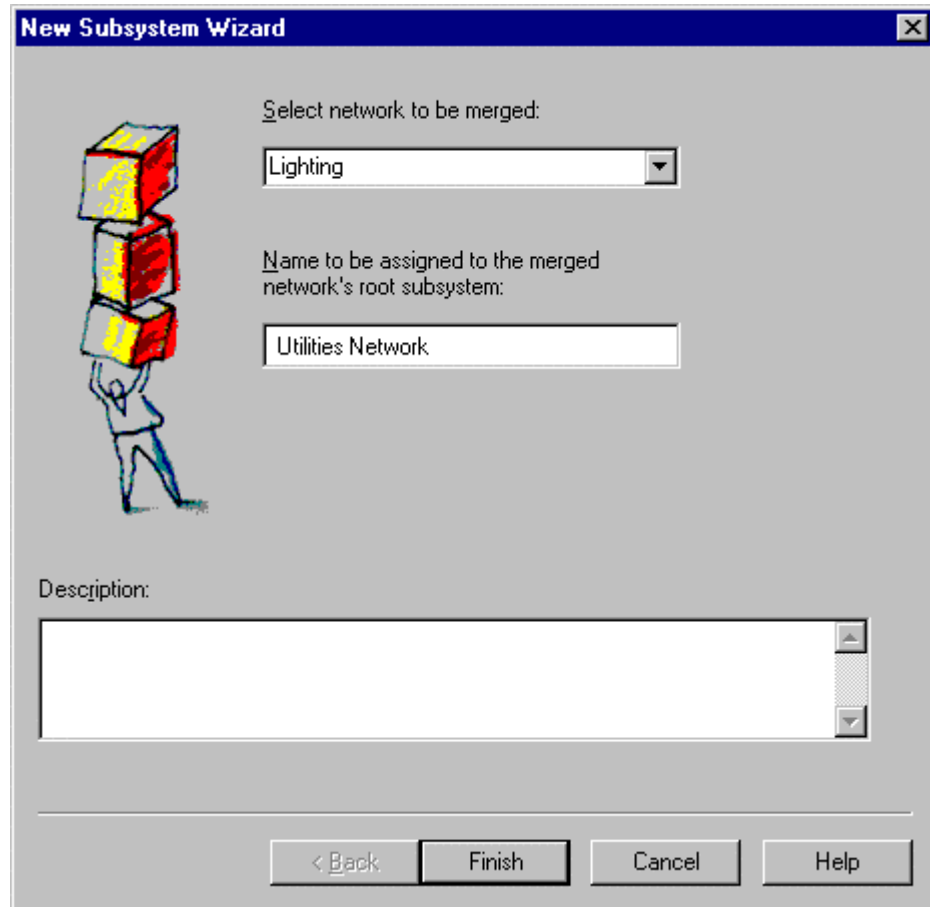 New Subsystem Wizard
Select network to be merged:
Lighting
Name to be assigned to the merged
network's root subsystem:
Utilities Network
Description:
< Back
Finish
Cancel
Help